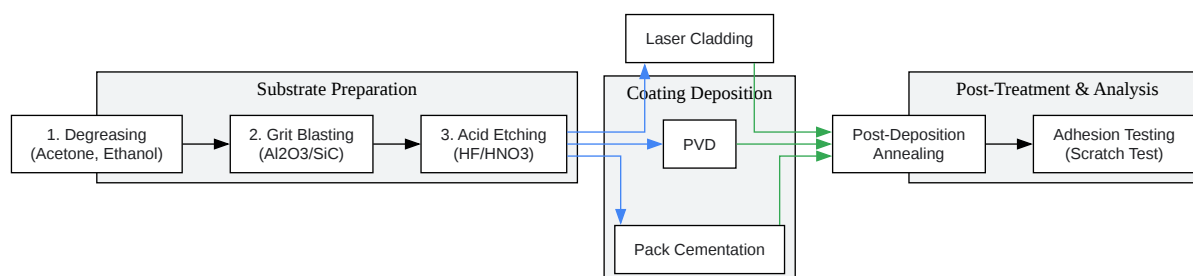 Laser Cladding
Substrate Preparation
Coating Deposition
Post-Treatment & Analysis
1. Degreasing
(Acetone, Ethanol)
2. Grit Blasting
(Al2O3/SiC)
3. Acid Etching
(HF/HNO3)
PVD
Post-Deposition
Annealing
Adhesion Testing
(Scratch Test)
Pack Cementation